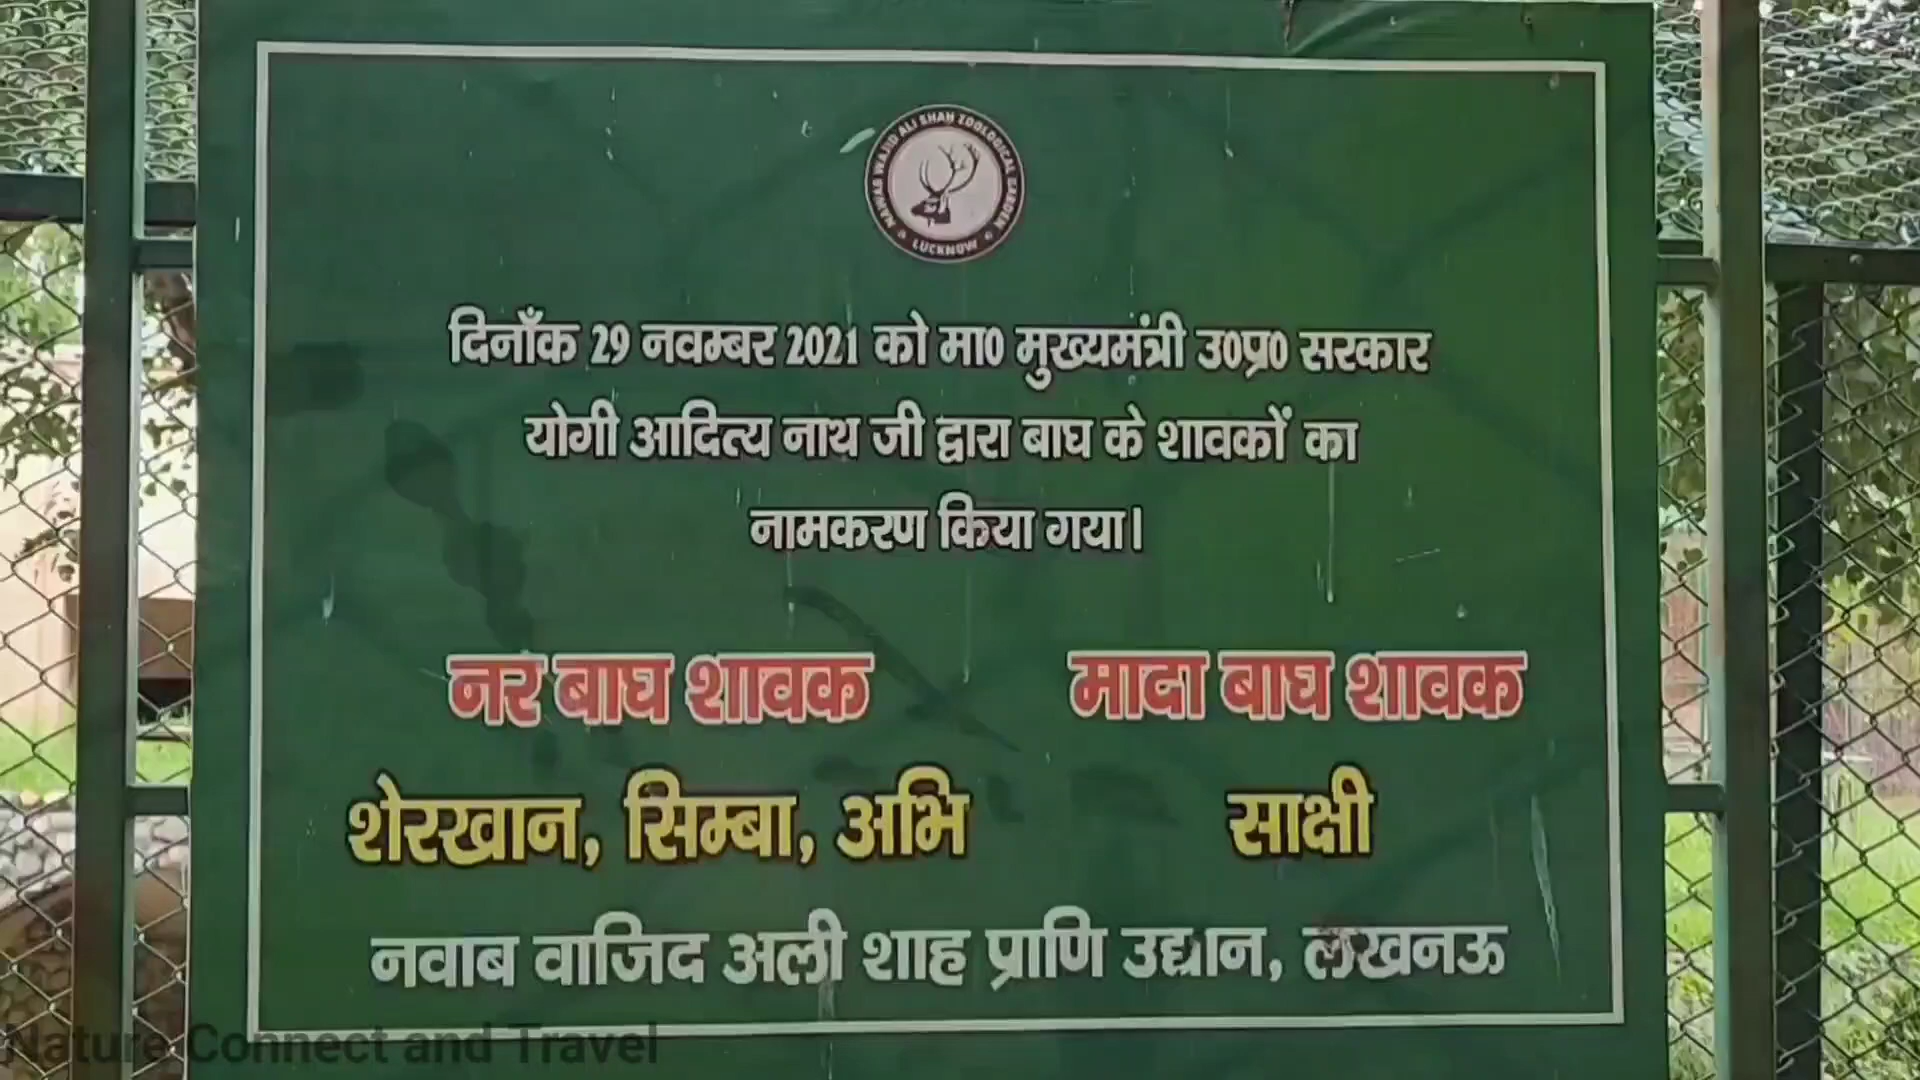 NAWAB WAJID ALI SHAH ZOOLOGICAL GARDEN
LUCKNOW
दिनाँक 29 नवम्बर 2021 को मा0 मुख्यमंत्री उ0प्र0 सरकार
योगी आदित्य नाथ जी द्वारा बाघ के शावकों का
नामकरण किया गया।
नर बाघ शावक मादा बाघ शावक
शेरखान, सिम्बा, अभि साक्षी
नवाब वाजिद अली शाह प्राणि उद्यान, लखनऊ
Nature Connect and Travel